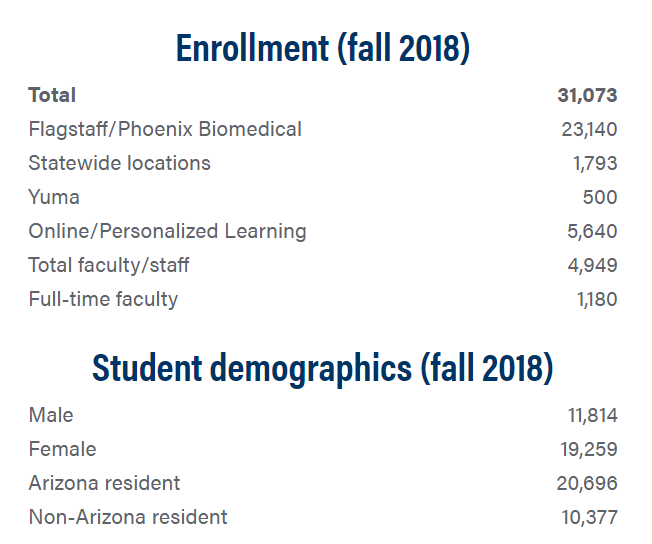 Enrollment (fall 2018)
Total 31,073
Flagstaff/Phoenix Biomedical 23,140
Statewide locations 1,793
Yuma 500
Online/Personalized Learning 5,640
Total faculty/staff 4,949
Full-time faculty 1,180
Student demographics (fall 2018)
Male 11,814
Female 19,259
Arizona resident 20,696
Non-Arizona resident 10,377